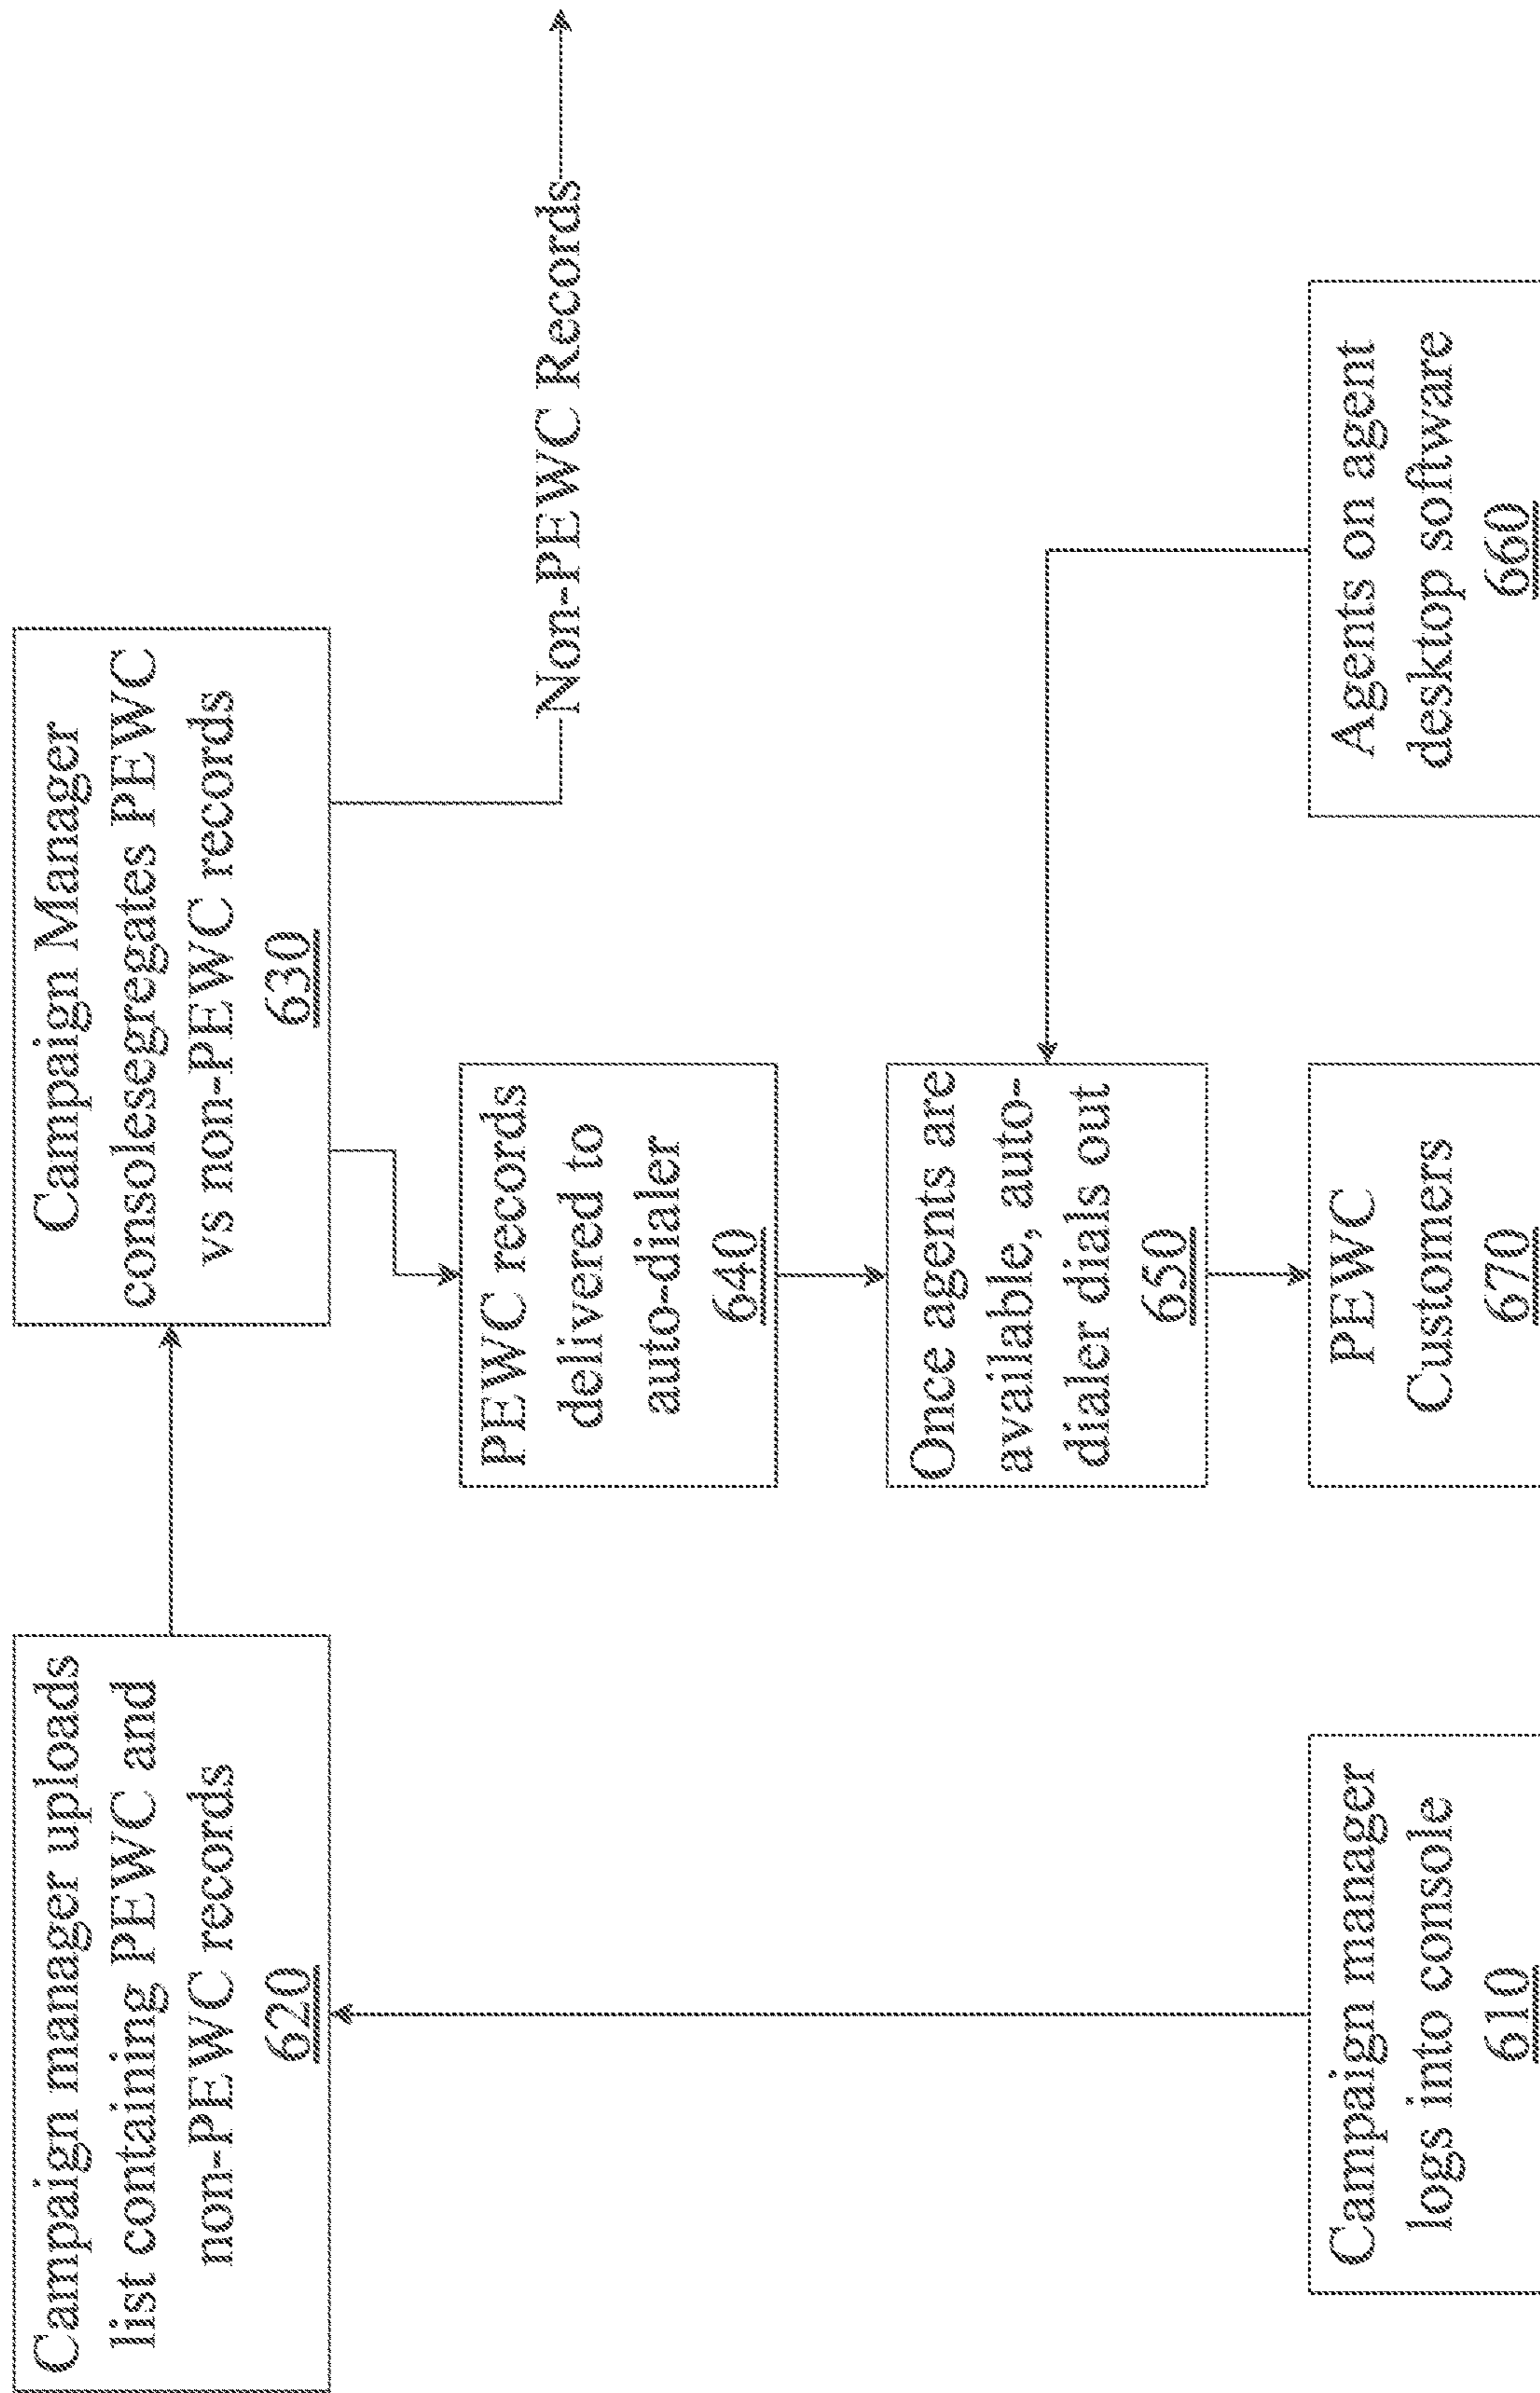 Campaign manager uploads
list containing PEWC and
non-PEWC records
620
Campaign Manager
consolesegregates PEWC
vs non-PEWC records
630
Non-PEWC Records
PEWC records
delivered to
auto-dialer
640
Once agents are
available, auto-
dialer dials out
650
Campaign manager
logs into console
610
PEWC
Customers
670
Agents on agent
desktop software
660